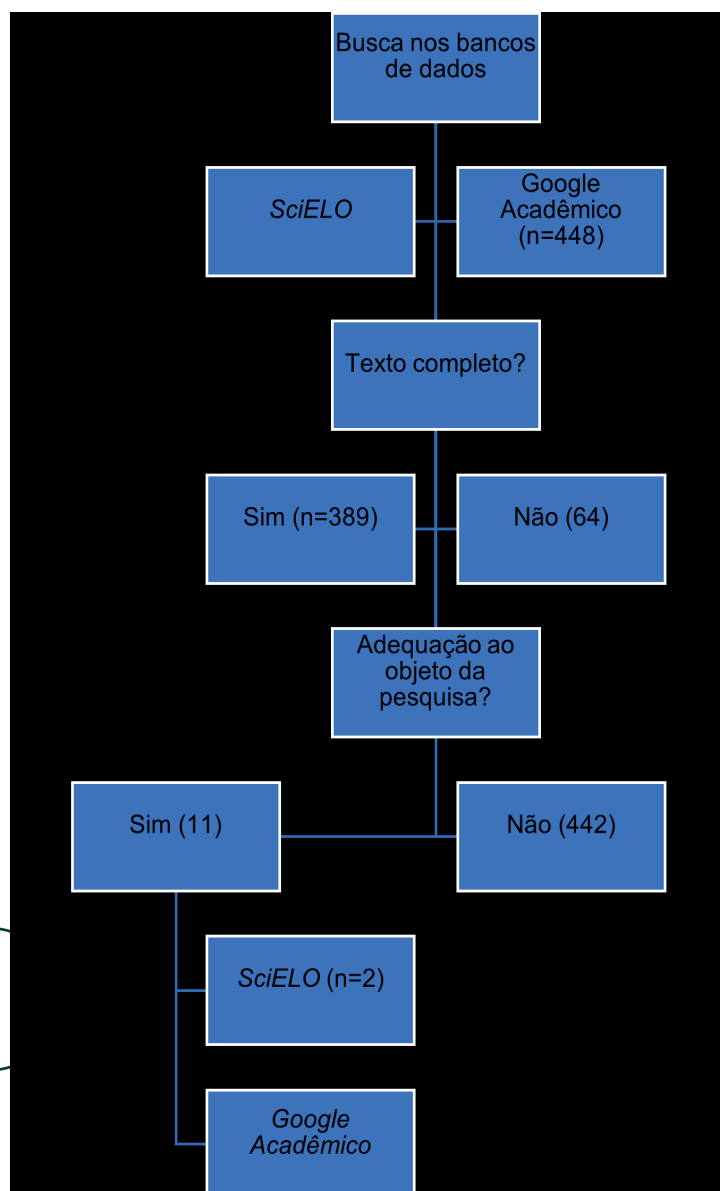 Busca nos bancos
de dados
SciELO
Google
Acadêmico
(n=448)
Texto completo?
Sim (n=389)
Não (64)
Adequação ao
objeto da
pesquisa?
Sim (11)
Não (442)
SciELO (n=2)
Google
Acadêmico